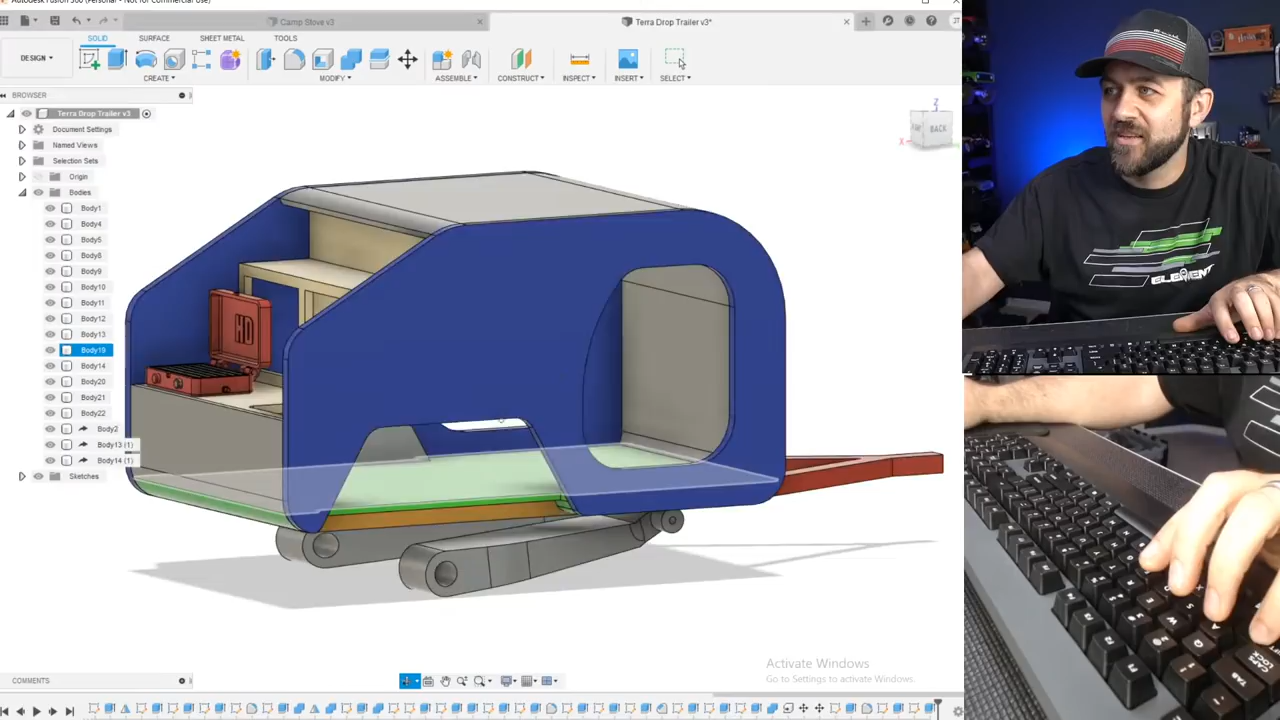 Autodesk Fusion 360 (Personal - Not for Commercial Use)
Camp Stove v3
Terra Drop Trailer v3*
SOLID
SURFACE
SHEET METAL
TOOLS
DESIGN
CREATE
MODIFY
ASSEMBLE
CONSTRUCT
INSPECT
INSERT
SELECT
BROWSER
Terra Drop Trailer v3
Document Settings
Named Views
Selection Sets
Origin
Bodies
Body1
Body4
Body5
Body8
Body9
Body10
Body11
Body12
Body13
Body19
Body14
Body20
Body21
Body22
Body2
Body13 (1)
Body14 (1)
Sketches
Z
X
BACK
HD
ELEMENT
Activate Windows
Go to Settings to activate Windows.
COMMENTS
CAPS
LOCK
TAB